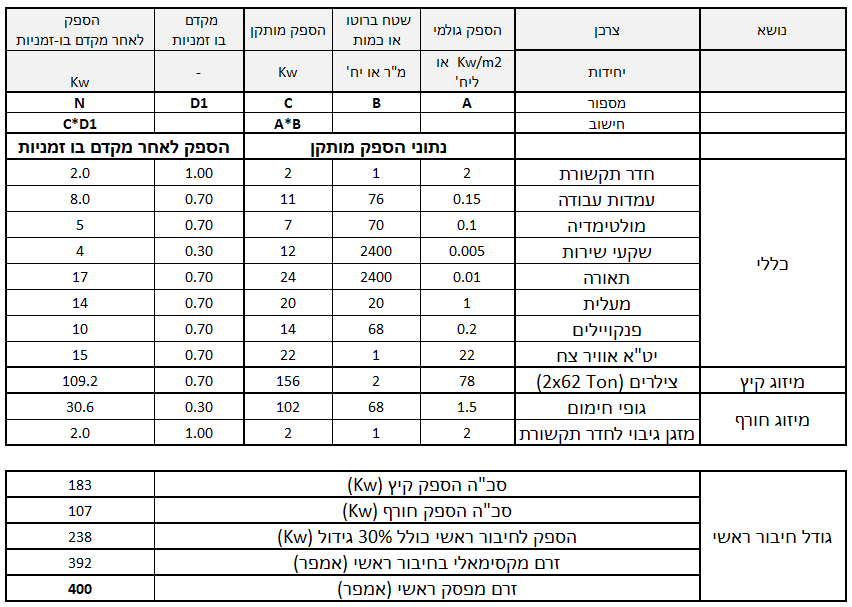 נושא צרכן הספק גולמי שטח ברוטו או כמות הספק מותקן מקדם בו זמניות הספק לאחר מקדם בו-זמניות
יחידות Kw/m2 או ליח' מ"ר או יח' Kw - Kw
מספור A B C D1 N
חישוב A*B C*D1
נתוני הספק מותקן הספק לאחר מקדם בו זמניות
כללי
חדר תקשורת 2 1 2 1.00 2.0
עמדות עבודה 0.15 76 11 0.70 8.0
מולטימדיה 0.1 70 7 0.70 5
שקעי שירות 0.005 2400 12 0.30 4
תאורה 0.01 2400 24 0.70 17
מעלית 1 20 20 0.70 14
פנקויילים 0.2 68 14 0.70 10
יט"א אוויר צח 22 1 22 0.70 15
מיזוג קיץ צילרים (2x62 Ton) 78 2 156 0.70 109.2
מיזוג חורף
גופי חימום 1.5 68 102 0.30 30.6
מזגן גיבוי לחדר תקשורת 2 1 2 1.00 2.0
גודל חיבור ראשי
סכ"ה הספק קיץ (Kw) 183
סכ"ה הספק חורף (Kw) 107
הספק לחיבור ראשי כולל 30% גידול (Kw) 238
זרם מקסימאלי בחיבור ראשי (אמפר) 392
זרם מפסק ראשי (אמפר) 400